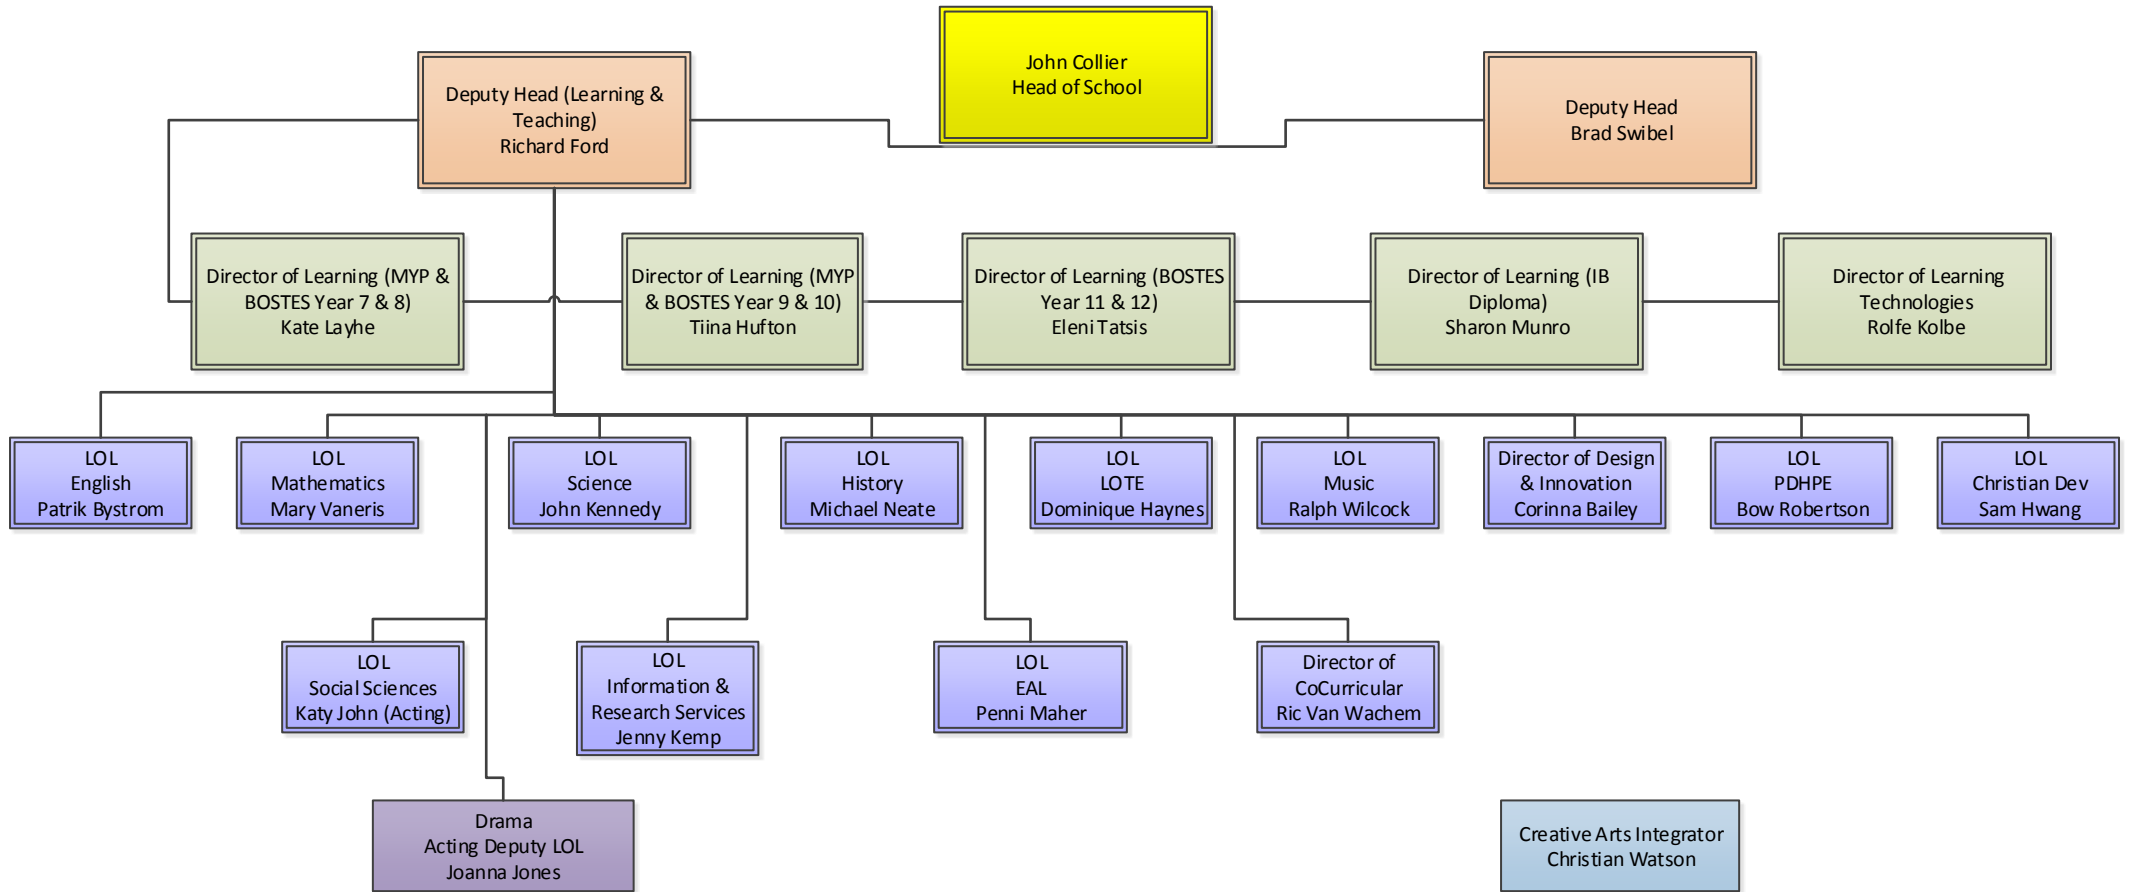 John Collier
Head of School
Deputy Head (Learning &
Teaching)
Richard Ford
Deputy Head
Brad Swibel
Director of Learning (MYP &
BOSTES Year 7 & 8)
Kate Layhe
Director of Learning (MYP
& BOSTES Year 9 & 10)
Tiina Hufton
Director of Learning (BOSTES
Year 11 & 12)
Eleni Tatsis
Director of Learning (IB
Diploma)
Sharon Munro
Director of Learning
Technologies
Rolfe Kolbe
LOL
English
Patrik Bystrom
LOL
Mathematics
Mary Vaneris
LOL
Science
John Kennedy
LOL
History
Michael Neate
LOL
LOTE
Dominique Haynes
LOL
Music
Ralph Wilcock
Director of Design
& Innovation
Corinna Bailey
LOL
PDHPE
Bow Robertson
LOL
Christian Dev
Sam Hwang
LOL
Social Sciences
Katy John (Acting)
LOL
Information &
Research Services
Jenny Kemp
LOL
EAL
Penni Maher
Director of
CoCurricular
Ric Van Wachem
Drama
Acting Deputy LOL
Joanna Jones
Creative Arts Integrator
Christian Watson